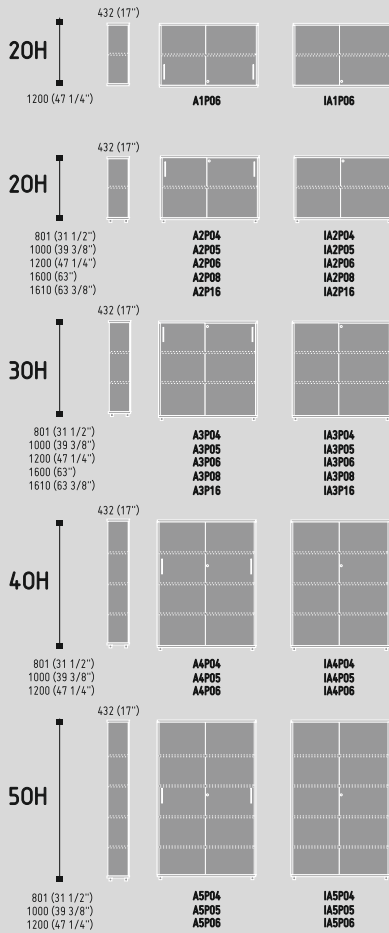 432 (17")
20H
1200 (47 1/4")
A1P06
IA1P06
432 (17")
20H
801 (31 1/2")
1000 (39 3/8")
1200 (47 1/4")
1600 (63")
1610 (63 3/8")
A2P04
A2P05
A2P06
A2P08
A2P16
IA2P04
IA2P05
IA2P06
IA2P08
IA2P16
432 (17")
30H
801 (31 1/2")
1000 (39 3/8")
1200 (47 1/4")
1600 (63")
1610 (63 3/8")
A3P04
A3P05
A3P06
A3P08
A3P16
IA3P04
IA3P05
IA3P06
IA3P08
IA3P16
432 (17")
40H
801 (31 1/2")
1000 (39 3/8")
1200 (47 1/4")
A4P04
A4P05
A4P06
IA4P04
IA4P05
IA4P06
432 (17")
50H
801 (31 1/2")
1000 (39 3/8")
1200 (47 1/4")
A5P04
A5P05
A5P06
IA5P04
IA5P05
IA5P06